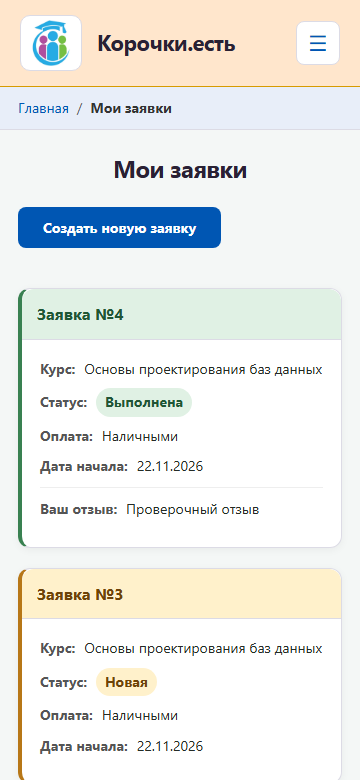 Корочки.есть
☰
Главная / Мои заявки
Мои заявки
Создать новую заявку
Заявка №4
Курс: Основы проектирования баз данных
Статус: Выполнена
Оплата: Наличными
Дата начала: 22.11.2026
Ваш отзыв: Проверочный отзыв
Заявка №3
Курс: Основы проектирования баз данных
Статус: Новая
Оплата: Наличными
Дата начала: 22.11.2026